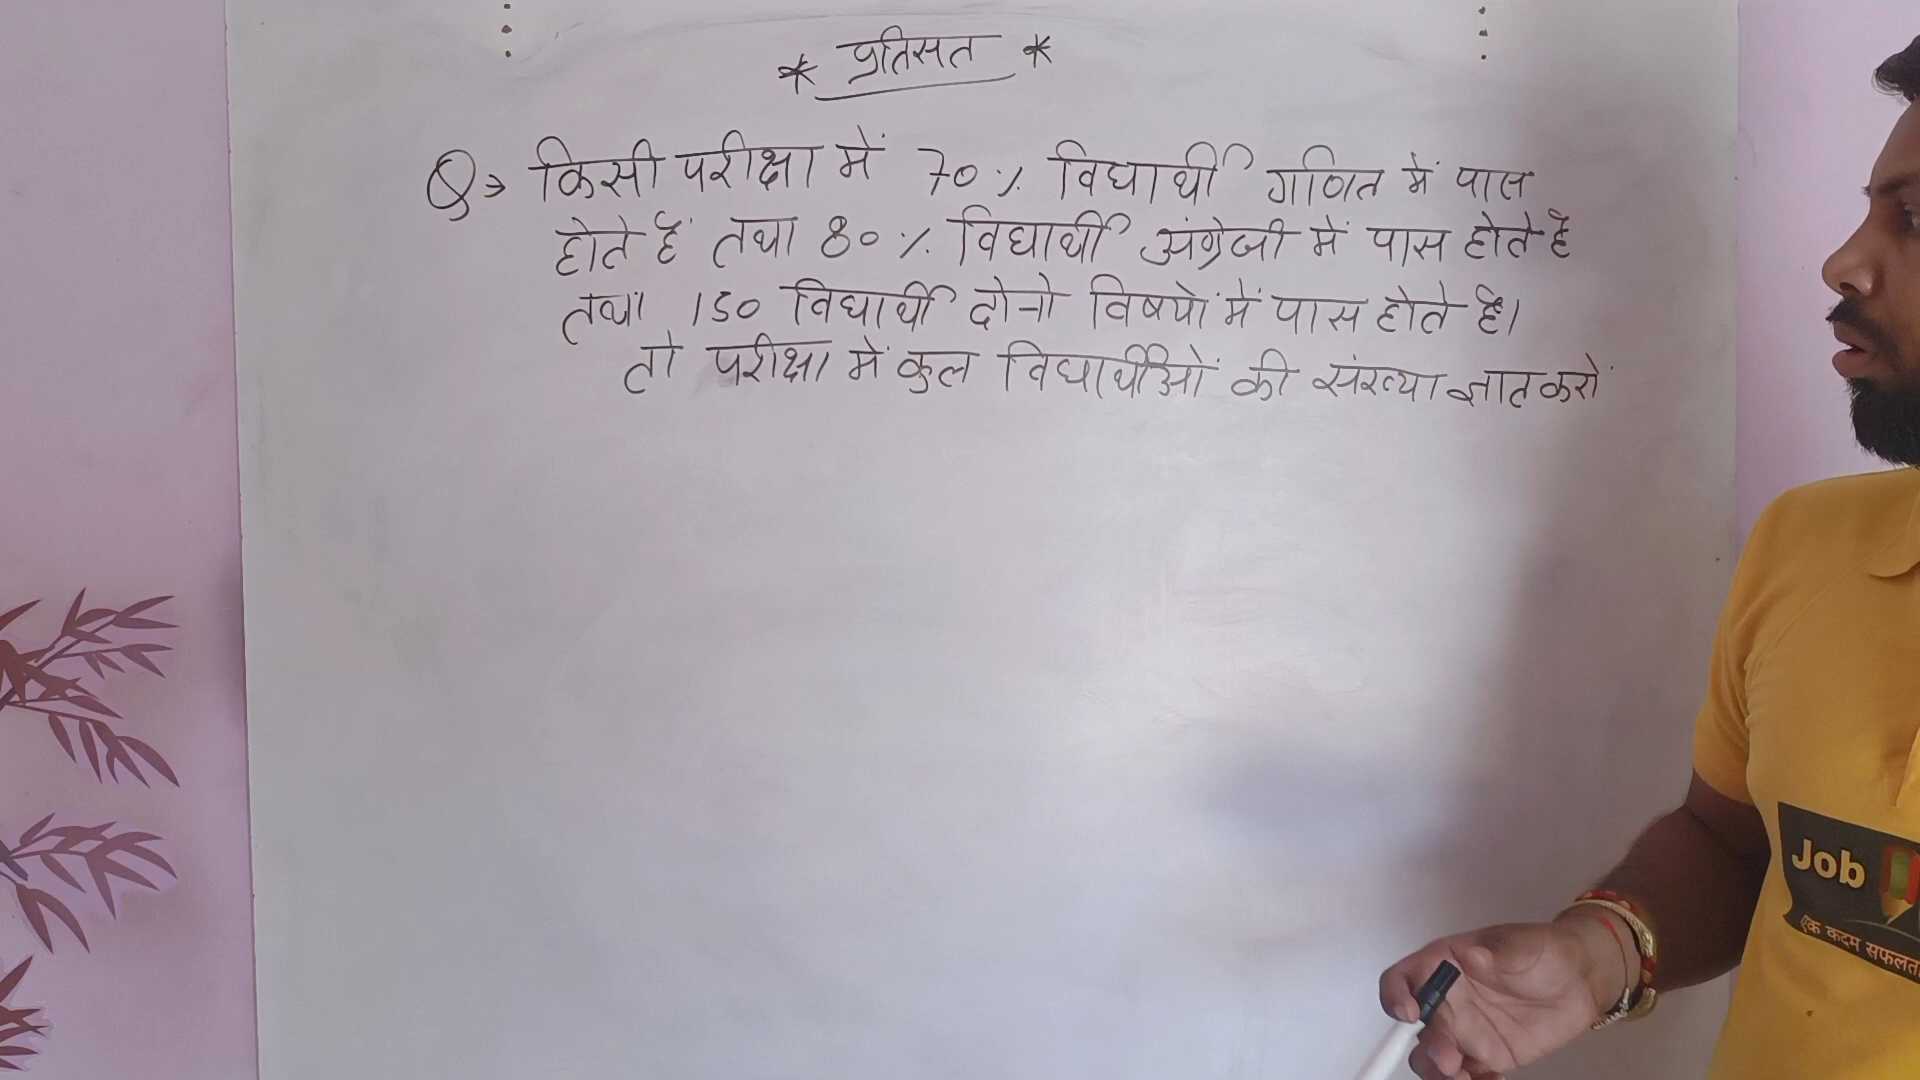 * प्रतिसत *
Q⇒ किसी परीक्षा में 70% विद्यार्थी गणित में पास
होते हैं तथा 80% विद्यार्थी अंग्रेजी में पास होते है
तथा 150 विद्यार्थी दोनो विषयों में पास होते है।
तो परीक्षा में कुल विद्यार्थीओं की संख्या ज्ञात करों
Job
एक कदम सफलता